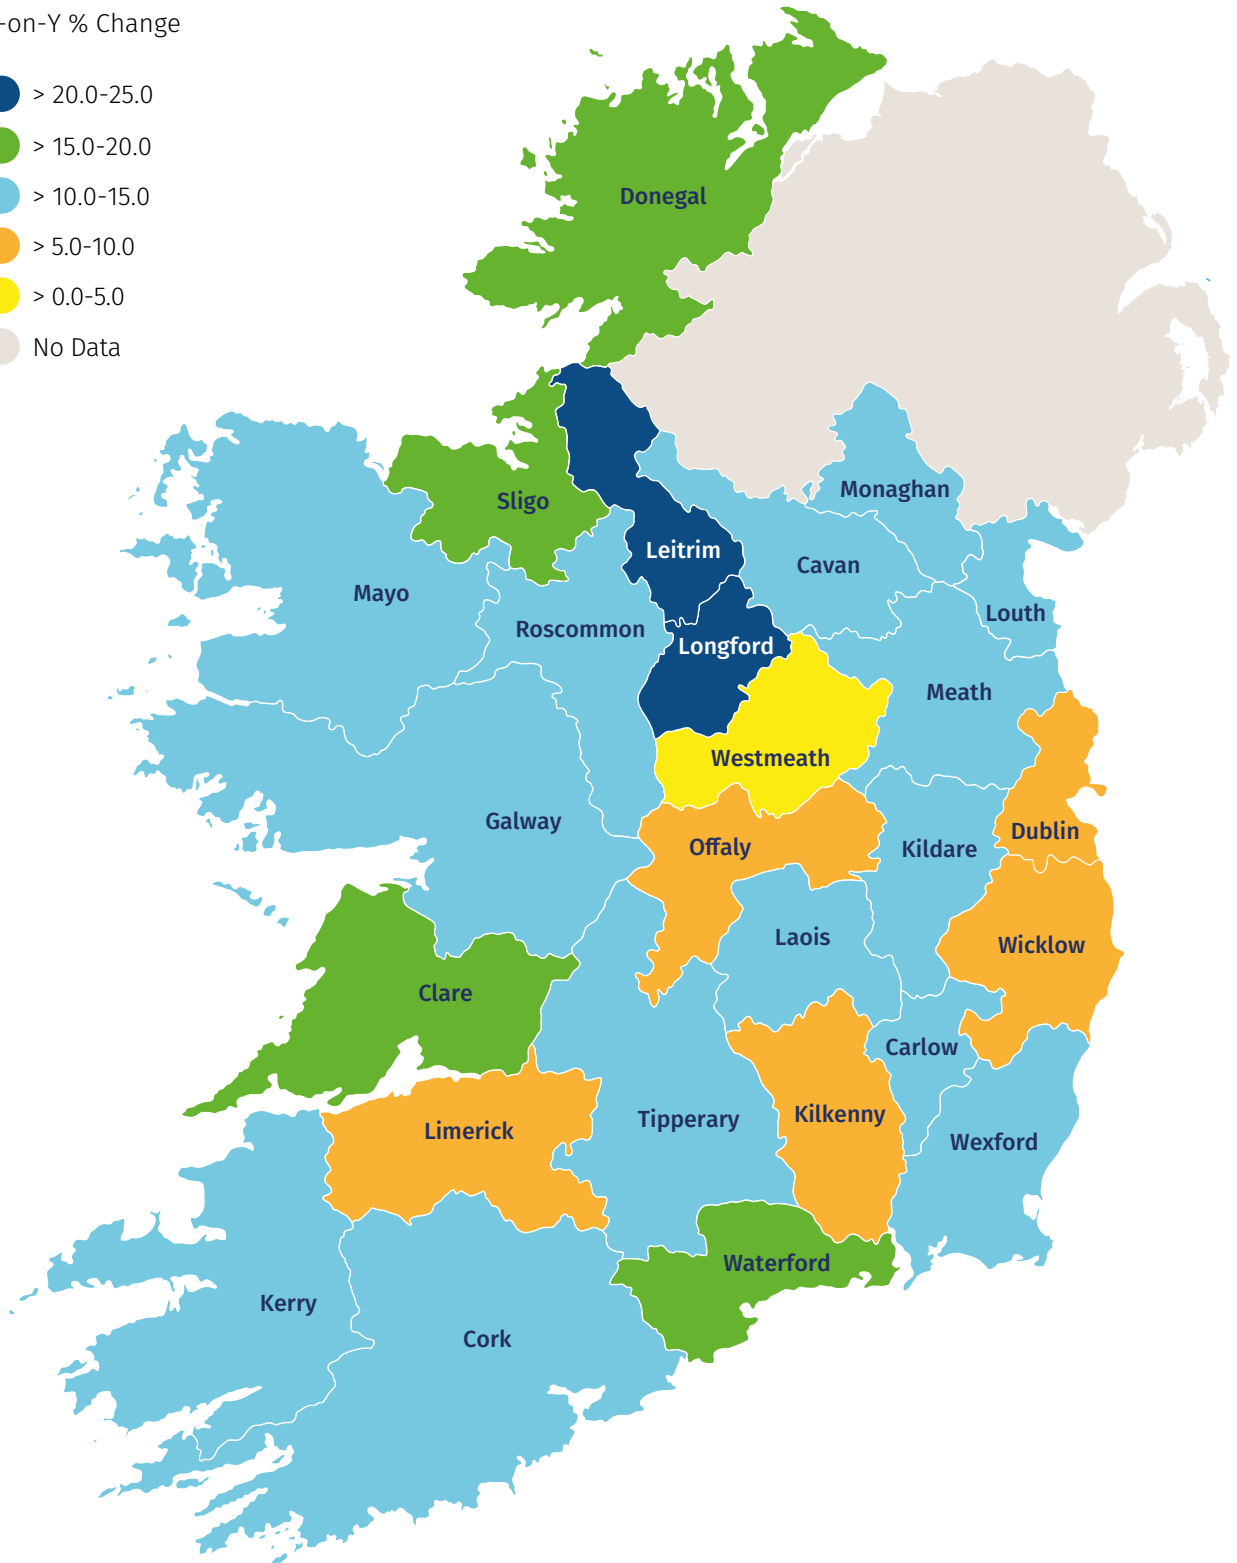 -on-Y % Change
> 20.0-25.0
> 15.0-20.0
> 10.0-15.0
> 5.0-10.0
> 0.0-5.0
No Data
Donegal
Monaghan
Sligo
Leitrim
Cavan
Mayo
Louth
Roscommon
Longford
Meath
Westmeath
Galway
Dublin
Offaly
Kildare
Laois
Wicklow
Clare
Carlow
Kilkenny
Tipperary
Limerick
Wexford
Waterford
Kerry
Cork